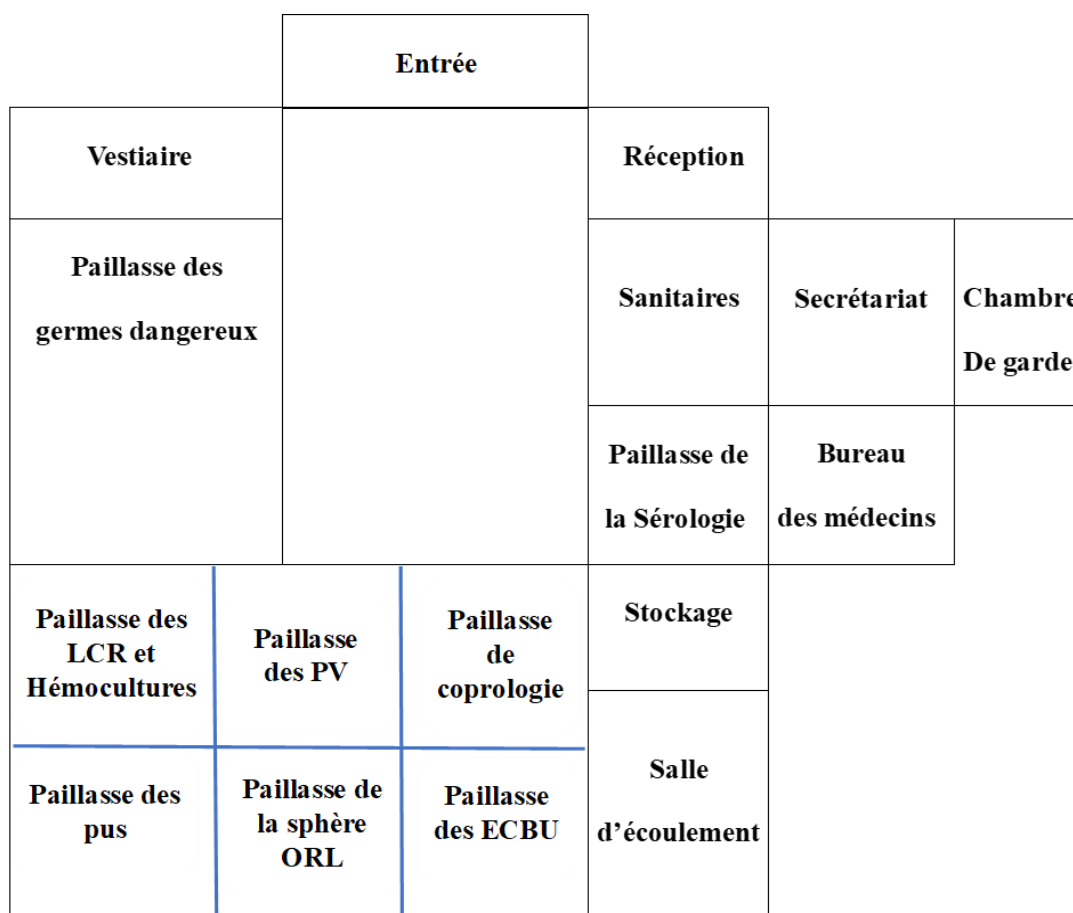 Entrée
Vestiaire
Réception
Paillasse des
germes dangereux
Sanitaires
Secrétariat
Chambre
De garde
Paillasse de
la Sérologie
Bureau
des médecins
Paillasse des
LCR et
Hémocultures
Paillasse
des PV
Paillasse
de
coprologie
Stockage
Paillasse des
pus
Paillasse de
la sphère
ORL
Paillasse
des ECBU
Salle
d’écoulement